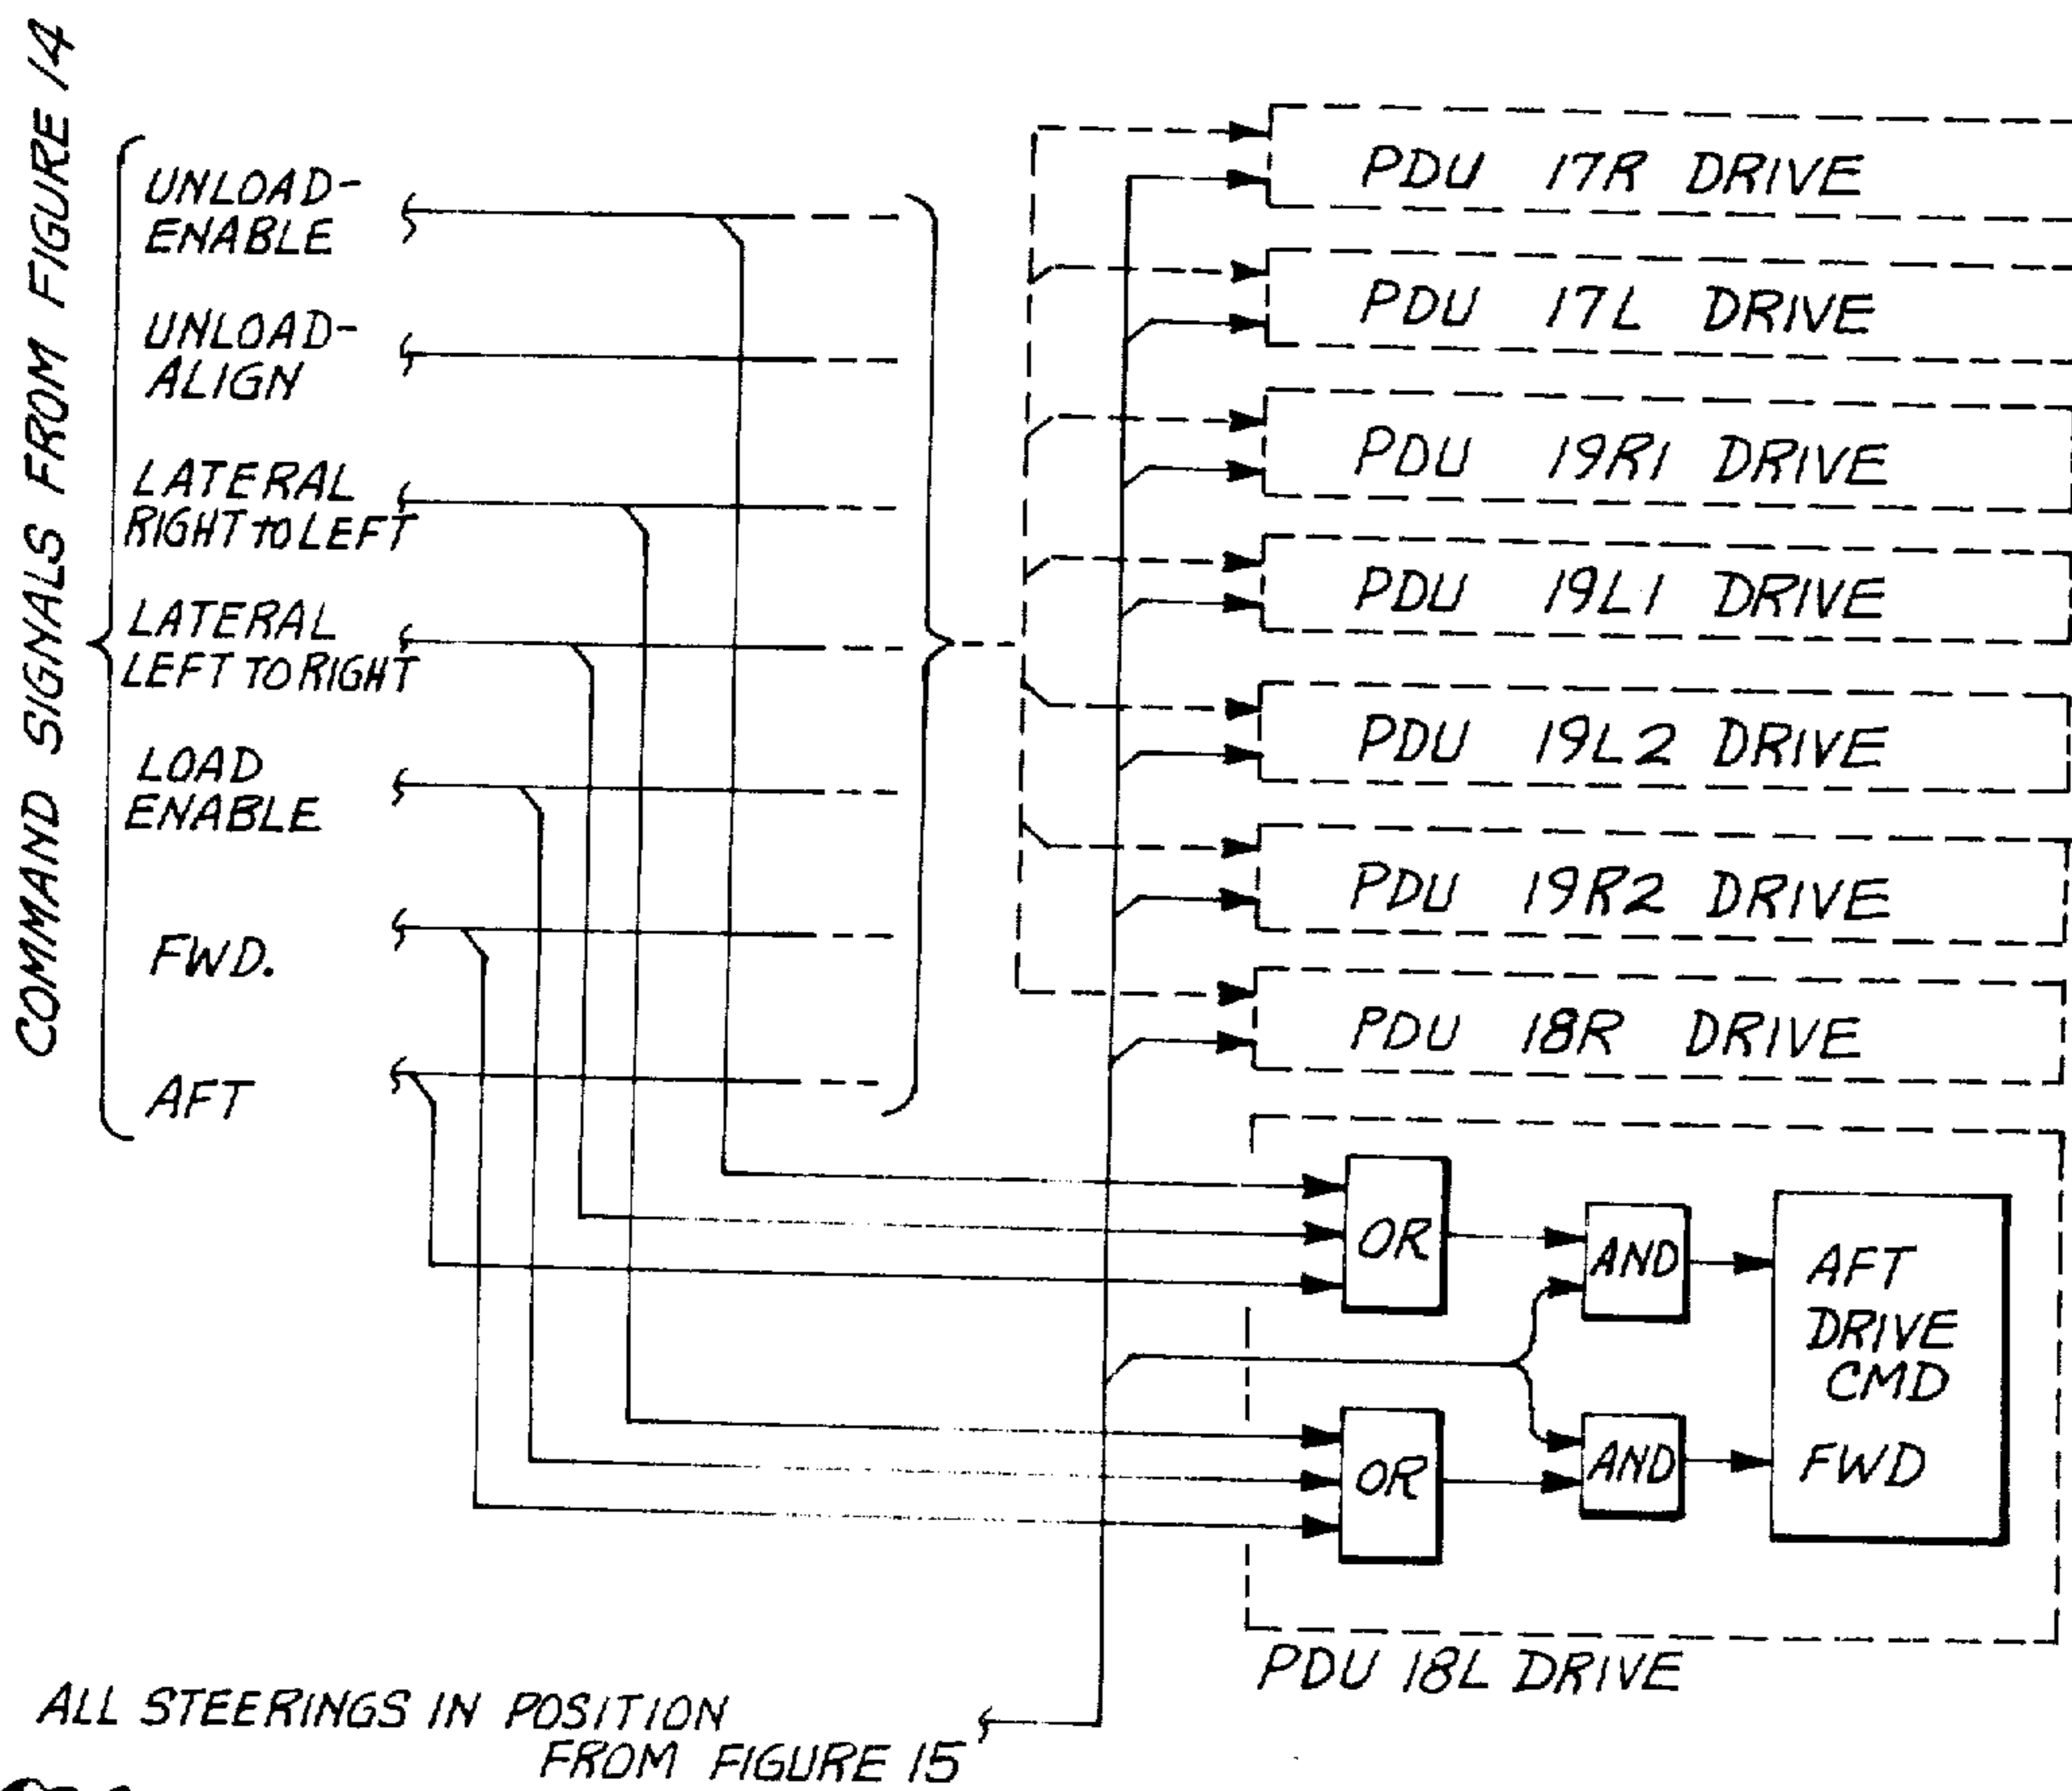 COMMAND SIGNALS FROM FIGURE 14
UNLOAD-
ENABLE
UNLOAD-
ALIGN
LATERAL
RIGHT to LEFT
LATERAL
LEFT TO RIGHT
LOAD
ENABLE
FWD.
AFT
PDU 17R DRIVE
PDU 17L DRIVE
PDU 19R1 DRIVE
PDU 19L1 DRIVE
PDU 19L2 DRIVE
PDU 19R2 DRIVE
PDU 18R DRIVE
OR
AND
AFT
DRIVE
CMD
FWD
OR
AND
PDU 18L DRIVE
ALL STEERINGS IN POSITION
FROM FIGURE 15